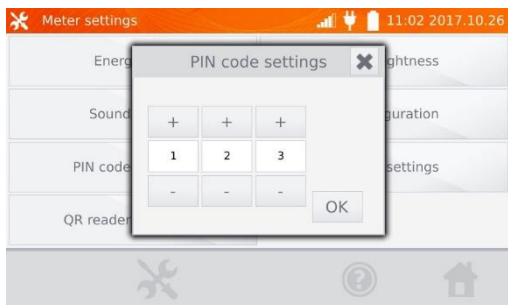 Meter settings 11:02 2017.10.26
Energ PIN code settings ghtness
Sound guration
+ + +
1 2 3
PIN code settings
- - -
OK
QR reader